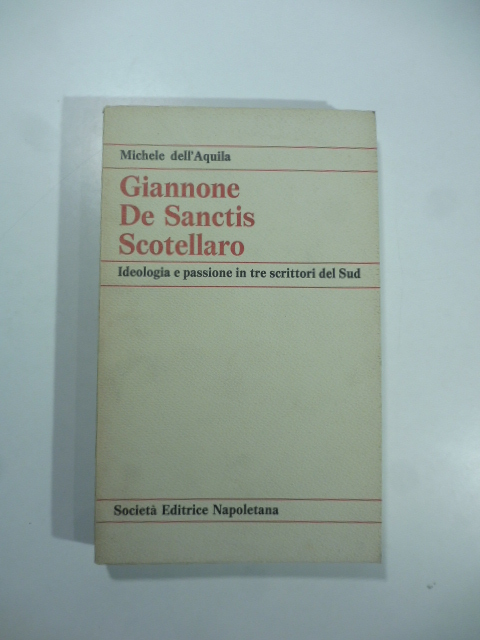 Michele dell'Aquila
Giannone
De Sanctis
Scotellaro
Ideologia e passione in tre scrittori del Sud
Società Editrice Napoletana